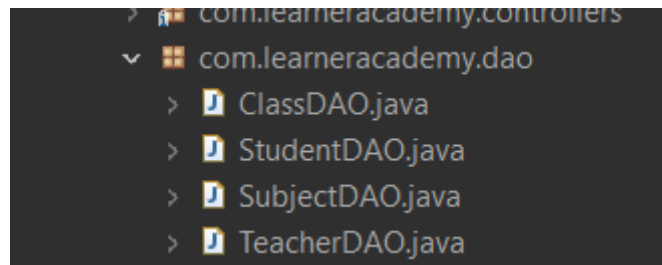 com.learneracademy.controllers
com.learneracademy.dao
ClassDAO.java
StudentDAO.java
SubjectDAO.java
TeacherDAO.java